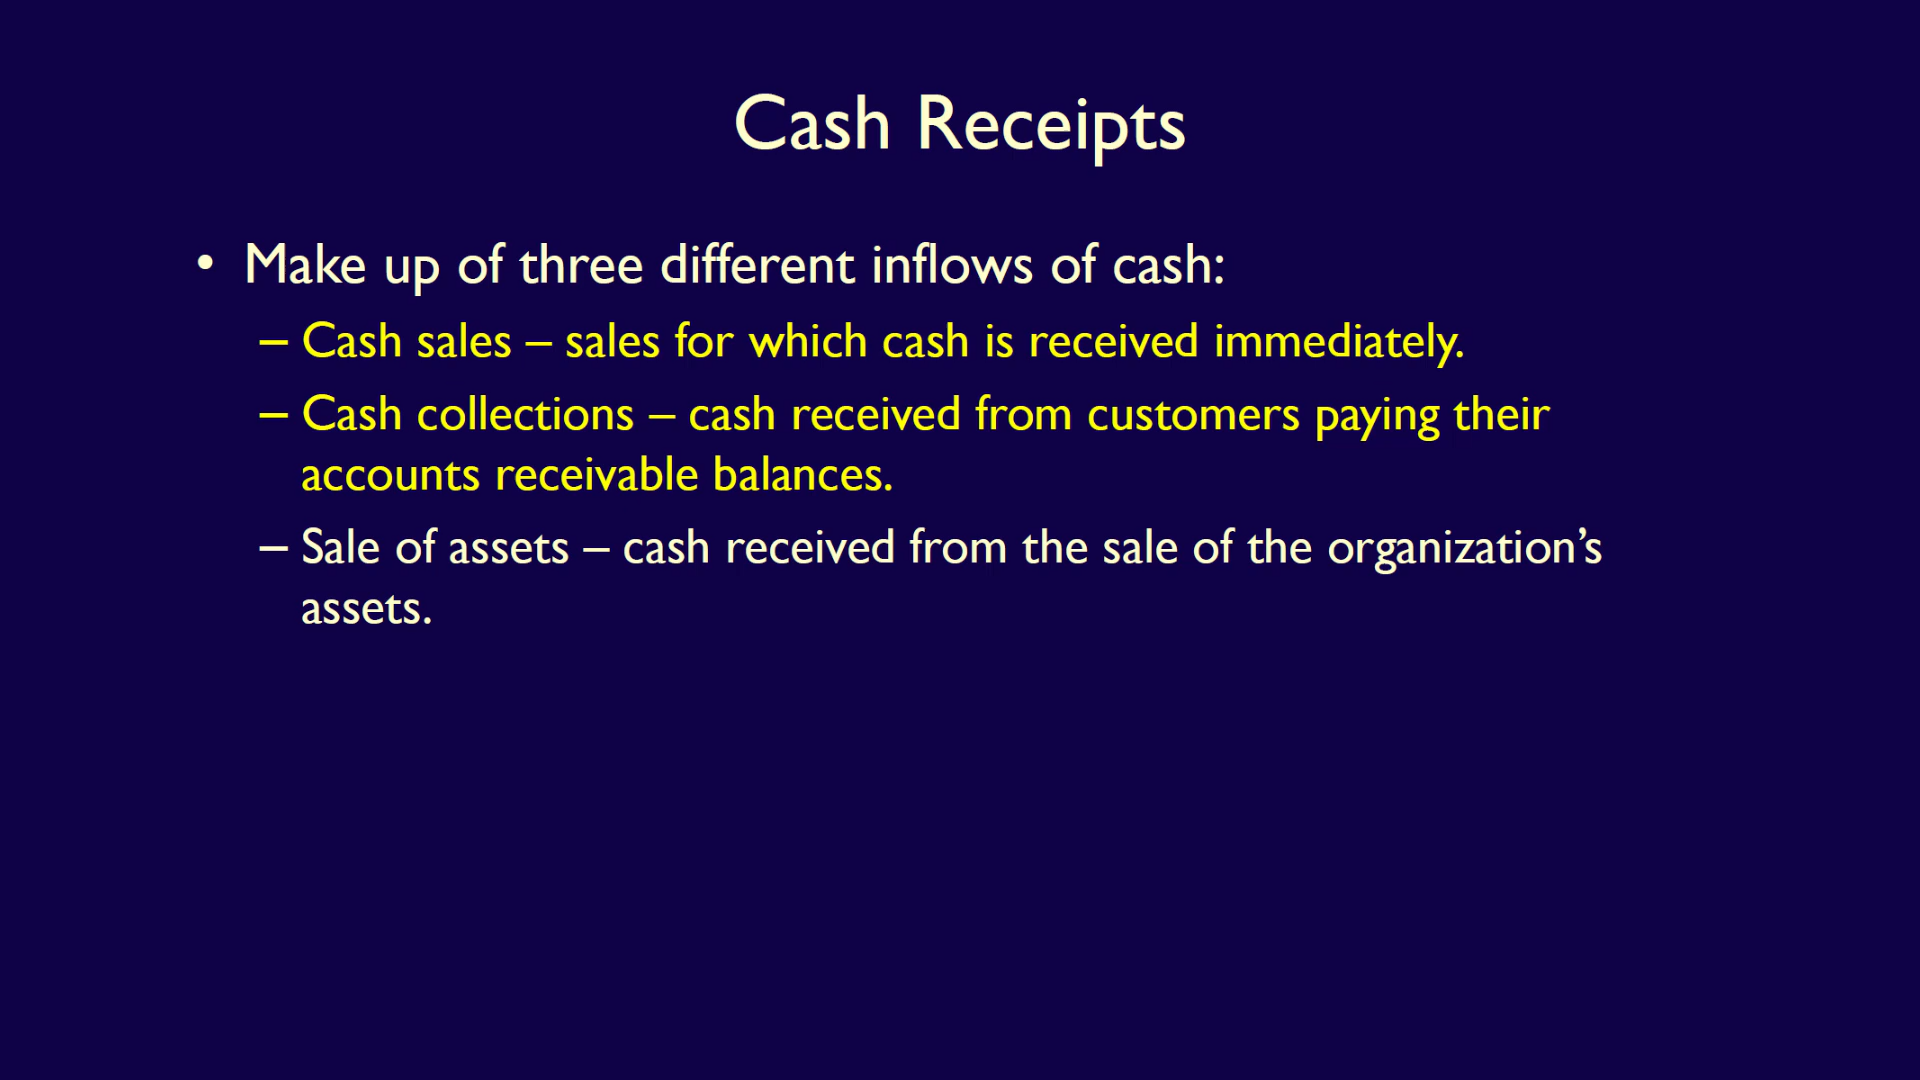 Cash Receipts
• Make up of three different inflows of cash:
– Cash sales – sales for which cash is received immediately.
– Cash collections – cash received from customers paying their
accounts receivable balances.
– Sale of assets – cash received from the sale of the organization’s
assets.